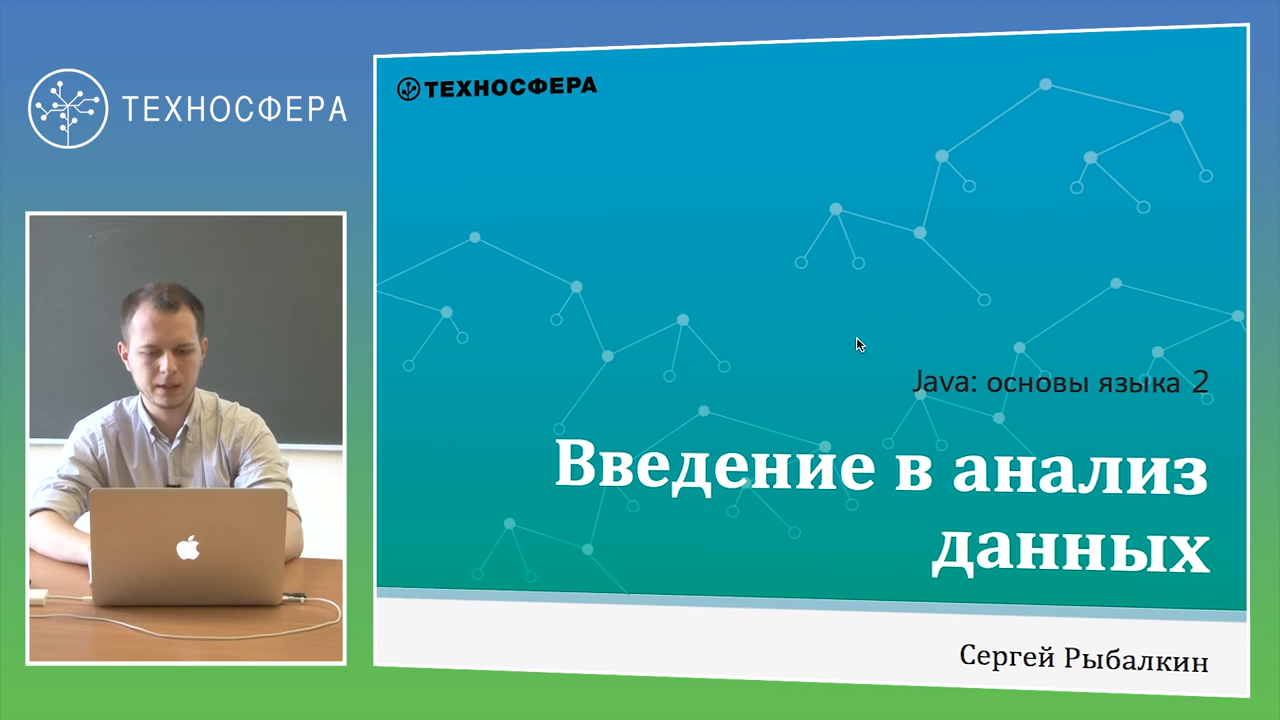 ТЕХНОСФЕРА
ТЕХНОСФЕРА
Java: основы языка 2
Введение в анализ
данных
Сергей Рыбалкин